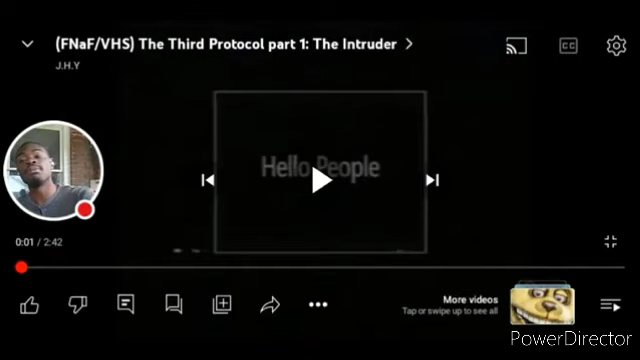 (FNaF/VHS) The Third Protocol part 1: The Intruder
J.H.Y
CC
Hello People
0:01 / 2:42
More videos
Tap or swipe up to see all
PowerDirector